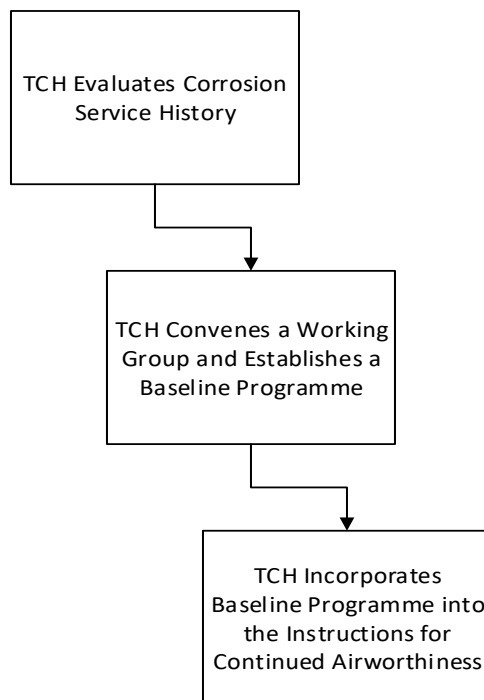 TCH Evaluates Corrosion
Service History
TCH Convenes a Working
Group and Establishes a
Baseline Programme
TCH Incorporates
Baseline Programme into
the Instructions for
Continued Airworthiness